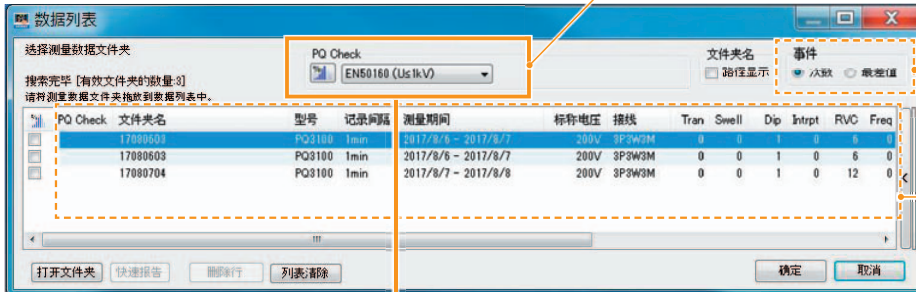 数据列表
选择测量数据文件夹
PQ Check
文件夹名
事件
EN50160 (U≤1kV)
路径显示
次数
最差值
搜索完毕 [有效文件夹的数量:3]
请将测量数据文件夹拖放到数据列表中。
PQ Check 文件夹名 型号 记录间隔 测量期间 标称电压 接线 Tran Swell Dip Intrpt RVC Freq
17080603 PQ3100 1min 2017/8/6 - 2017/8/7 200V 3P3W3M 0 0 1 0 6 0
17080603 PQ3100 1min 2017/8/6 - 2017/8/7 200V 3P3W3M 0 0 1 0 6 0
17080704 PQ3100 1min 2017/8/7 - 2017/8/8 200V 3P3W3M 0 0 1 0 12 0
打开文件夹 快速报告 删除行 列表清除 确定 取消